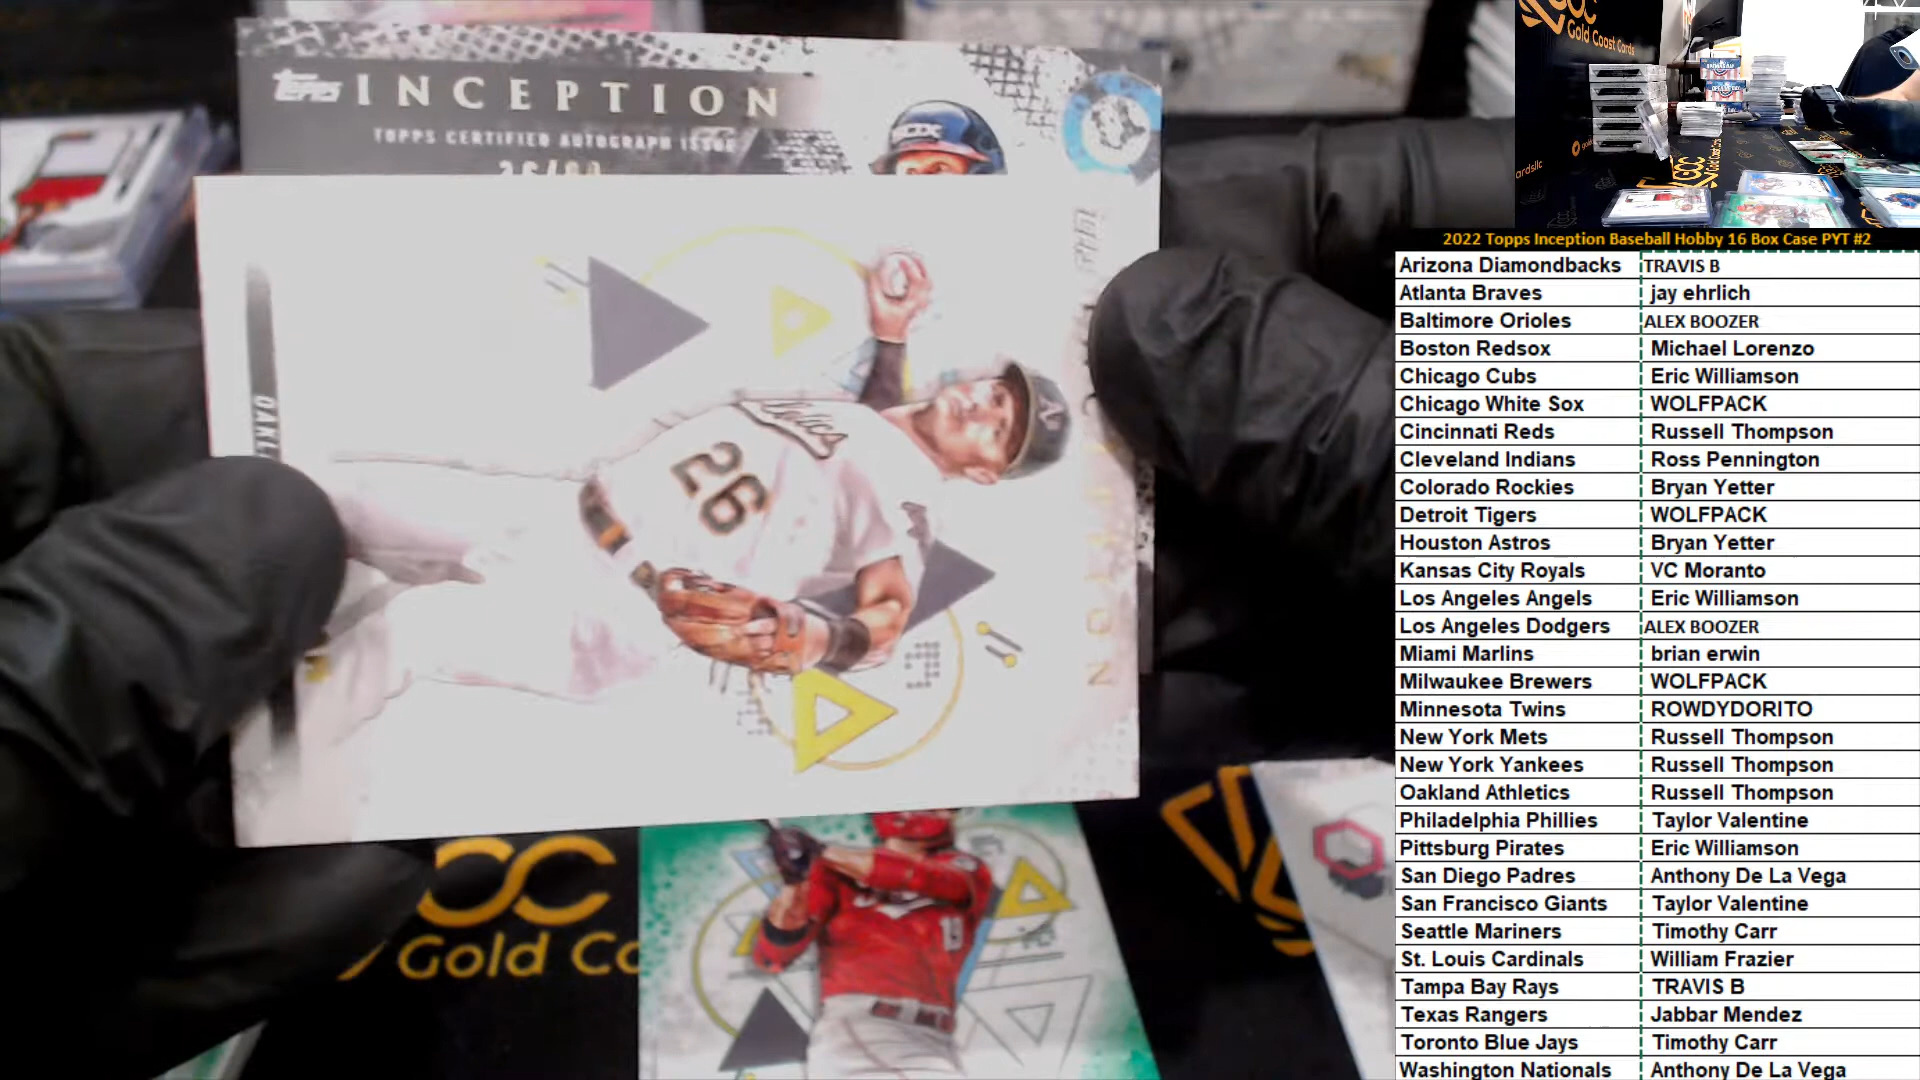 topps INCEPTION
TOPPS CERTIFIED AUTOGRAPH ISSUE
SOX
OAKL
26
A's
19
Gold Co
GCC
Gold Coast Cards
ardsllc
GCC
2022 Topps Inception Baseball Hobby 16 Box Case PYT #2
Arizona Diamondbacks TRAVIS B
Atlanta Braves jay ehrlich
Baltimore Orioles ALEX BOOZER
Boston Redsox Michael Lorenzo
Chicago Cubs Eric Williamson
Chicago White Sox WOLFPACK
Cincinnati Reds Russell Thompson
Cleveland Indians Ross Pennington
Colorado Rockies Bryan Yetter
Detroit Tigers WOLFPACK
Houston Astros Bryan Yetter
Kansas City Royals VC Moranto
Los Angeles Angels Eric Williamson
Los Angeles Dodgers ALEX BOOZER
Miami Marlins brian erwin
Milwaukee Brewers WOLFPACK
Minnesota Twins ROWDYDORITO
New York Mets Russell Thompson
New York Yankees Russell Thompson
Oakland Athletics Russell Thompson
Philadelphia Phillies Taylor Valentine
Pittsburg Pirates Eric Williamson
San Diego Padres Anthony De La Vega
San Francisco Giants Taylor Valentine
Seattle Mariners Timothy Carr
St. Louis Cardinals William Frazier
Tampa Bay Rays TRAVIS B
Texas Rangers Jabbar Mendez
Toronto Blue Jays Timothy Carr
Washington Nationals Anthony De La Vega